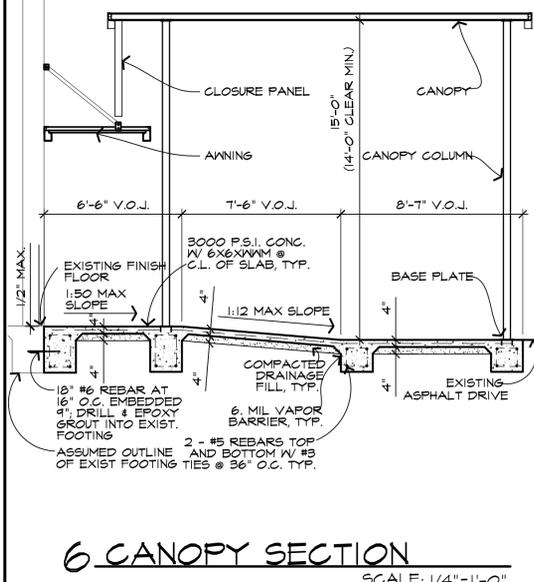 CLOSURE PANEL
CANOPY
15'-0"
(14'-0" CLEAR MIN.)
AWNING
CANOPY COLUMN
6'-6" V.O.J.
7'-6" V.O.J.
8'-7" V.O.J.
1/2" MAX.
3000 P.S.I. CONC.
W/ 6X6XWWM @
C.L. OF SLAB, TYP.
EXISTING FINISH
FLOOR
1:50 MAX
SLOPE
BASE PLATE
4"
4"
4"
1:12 MAX SLOPE
4"
4"
4"
COMPACTED
DRAINAGE
FILL, TYP.
EXISTING
ASPHALT DRIVE
18" #6 REBAR AT
16" O.C. EMBEDDED
9"; DRILL & EPOXY
GROUT INTO EXIST.
FOOTING
6. MIL VAPOR
BARRIER, TYP.
ASSUMED OUTLINE
OF EXIST FOOTING
2 - #5 REBARS TOP
AND BOTTOM W/ #3
TIES @ 36" O.C. TYP.
6 CANOPY SECTION
SCALE: 1/4"=1'-0"